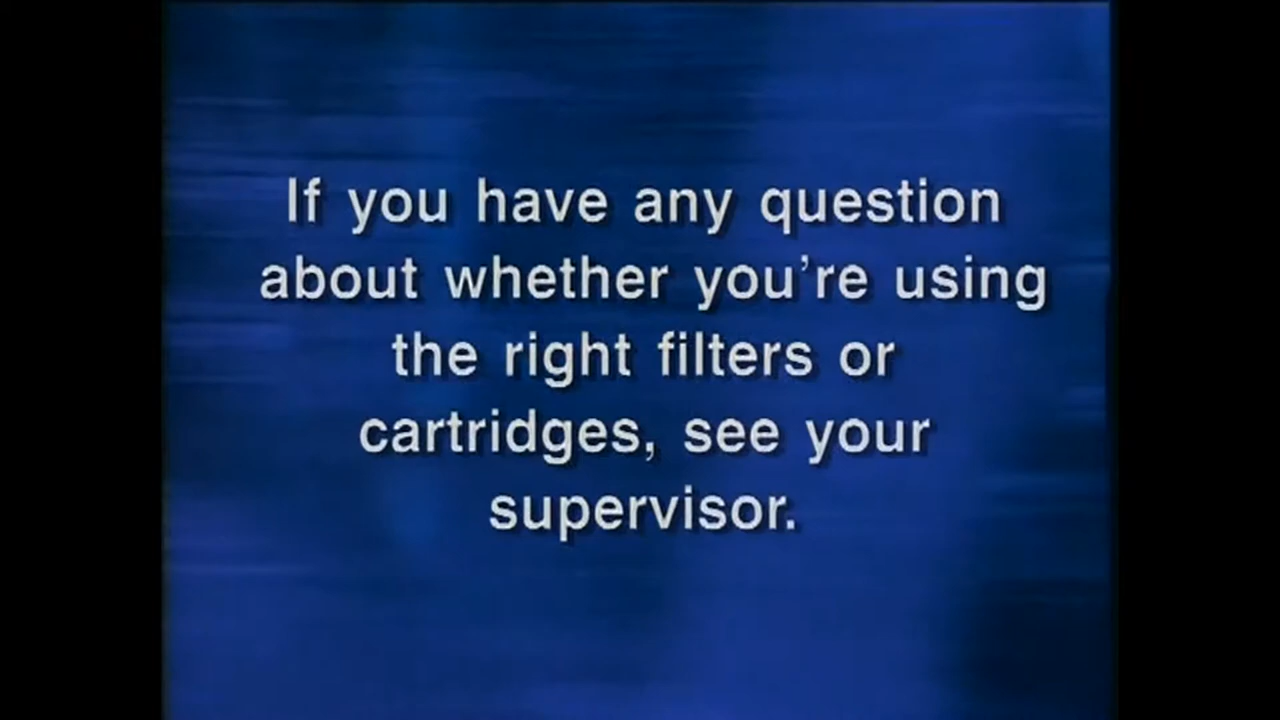 If you have any question
about whether you're using
the right filters or
cartridges, see your
supervisor.